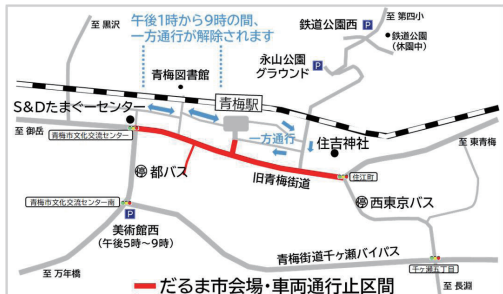 至 黒沢
午後1時から9時の間、
一方通行が解除されます
鉄道公園西
P
至 第四小
鉄道公園
(休園中)
永山公園
グラウンド
P
青梅図書館
青梅駅
S&Dたまぐーセンター
至 御岳
青梅市文化交流センター
一方通行
住吉神社
至 東青梅
停 都バス
旧青梅街道
住江町
停 西東京バス
青梅市文化交流センター南
P
美術館西
(午後5時~9時)
青梅街道千ヶ瀬バイパス
千ヶ瀬五丁目
至 万年橋
至 長淵
だるま市会場・車両通行止区間